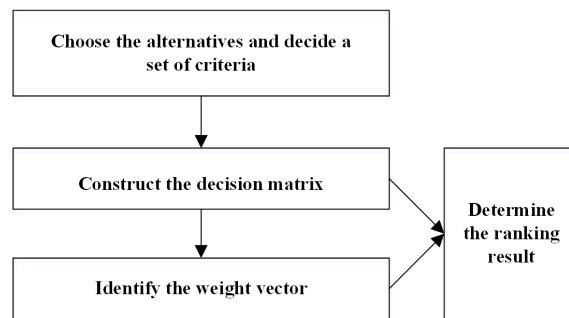 Choose the alternatives and decide a
set of criteria
Construct the decision matrix
Identify the weight vector
Determine
the ranking
result